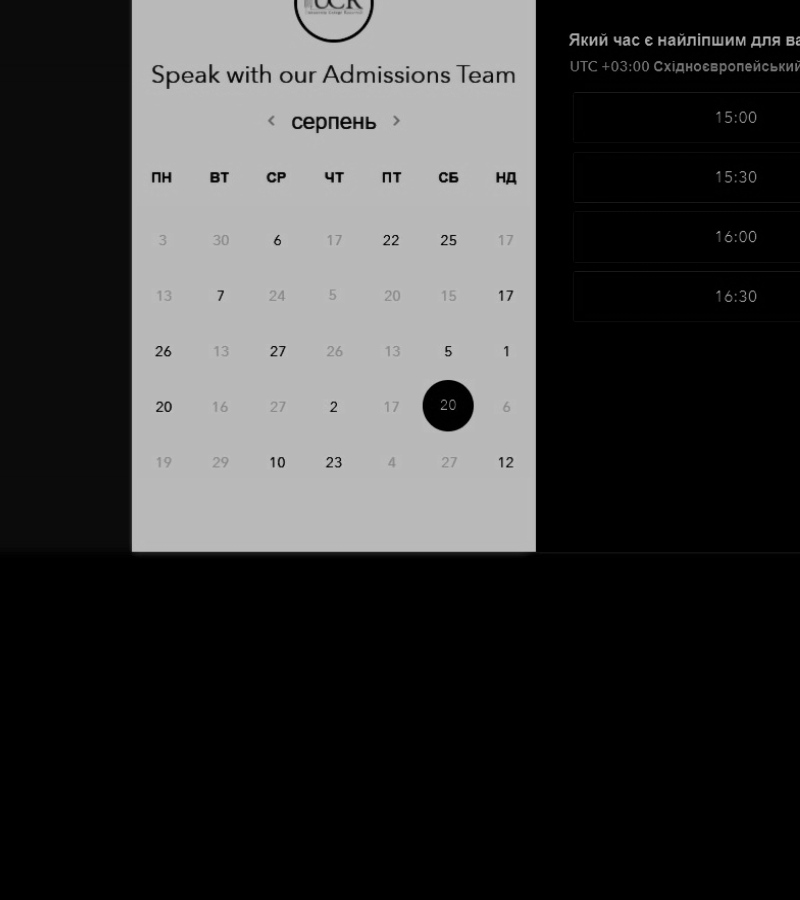 UCR
Speak with our Admissions Team
серпень
ПН ВТ СР ЧТ ПТ СБ НД
3 30 6 17 22 25 17
13 7 24 5 20 15 17
26 13 27 26 13 5 1
20 16 27 2 17 20 6
19 29 10 23 4 27 12
Який час є найліпшим для
UTC +03:00 Східноєвропейський
15:00
15:30
16:00
16:30